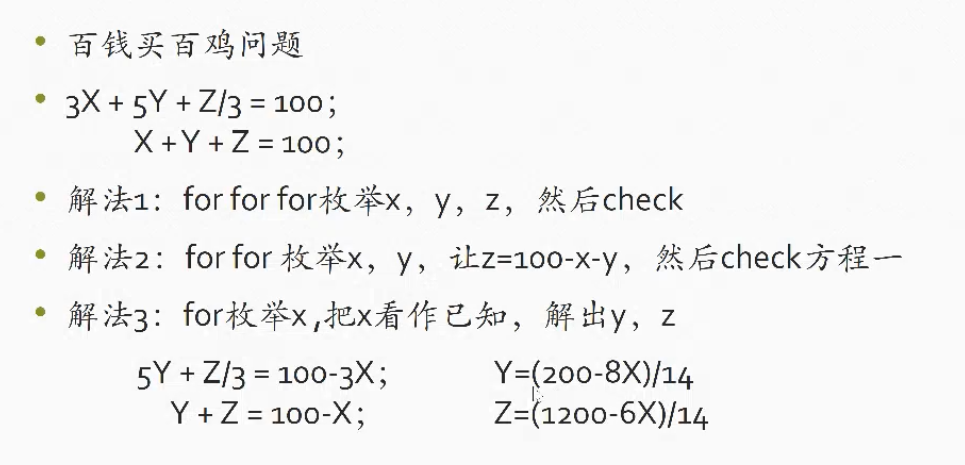 百钱买百鸡问题
3X + 5Y + Z/3 = 100；
X +Y + Z = 100；
解法1：for for for枚举x，y，z，然后check
解法2：for for 枚举x，y，让z=100-x-y，然后check方程一
解法3：for枚举x,把x看作已知，解出y，z
5Y + Z/3 = 100-3X； Y=(200-8X)/14
Y + Z = 100-X； Z=(1200-6X)/14